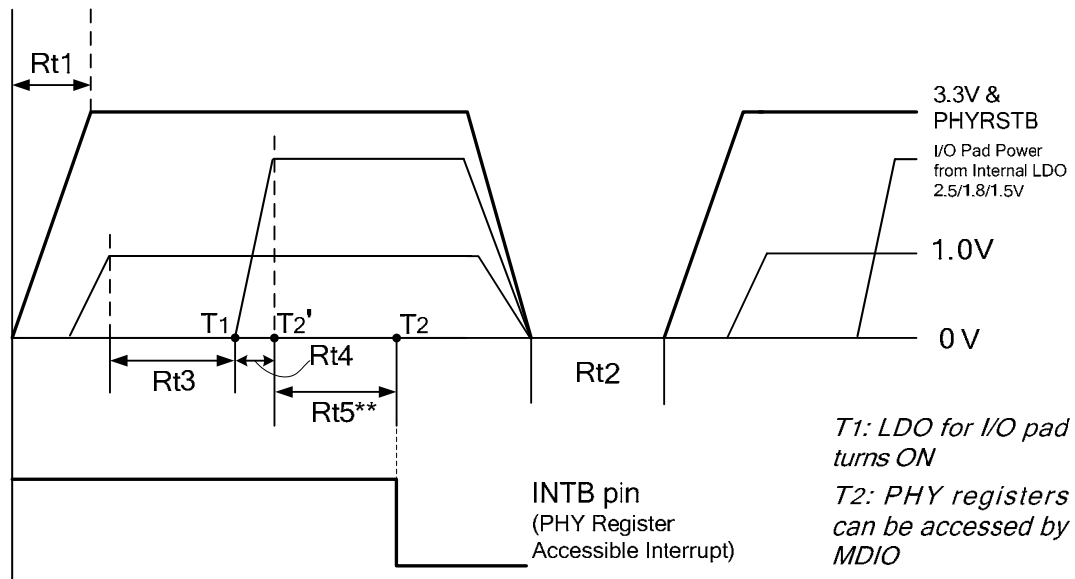 Rt1
3.3V &
PHYRSTB
I/O Pad Power
from Internal LDO
2.5/1.8/1.5V
1.0V
T1
T2'
T2
0 V
Rt3
Rt4
Rt2
Rt5**
T1: LDO for I/O pad
turns ON
T2: PHY registers
can be accessed by
MDIO
INTB pin
(PHY Register
Accessible Interrupt)